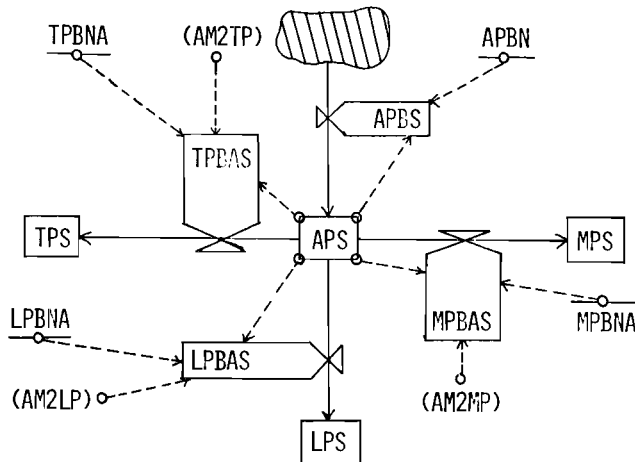 TPBNA
(AM2TP)
APBN
APBS
TPBAS
TPS
APS
MPS
LPBNA
MPBAS
MPBNA
LPBAS
(AM2LP)
(AM2MP)
LPS